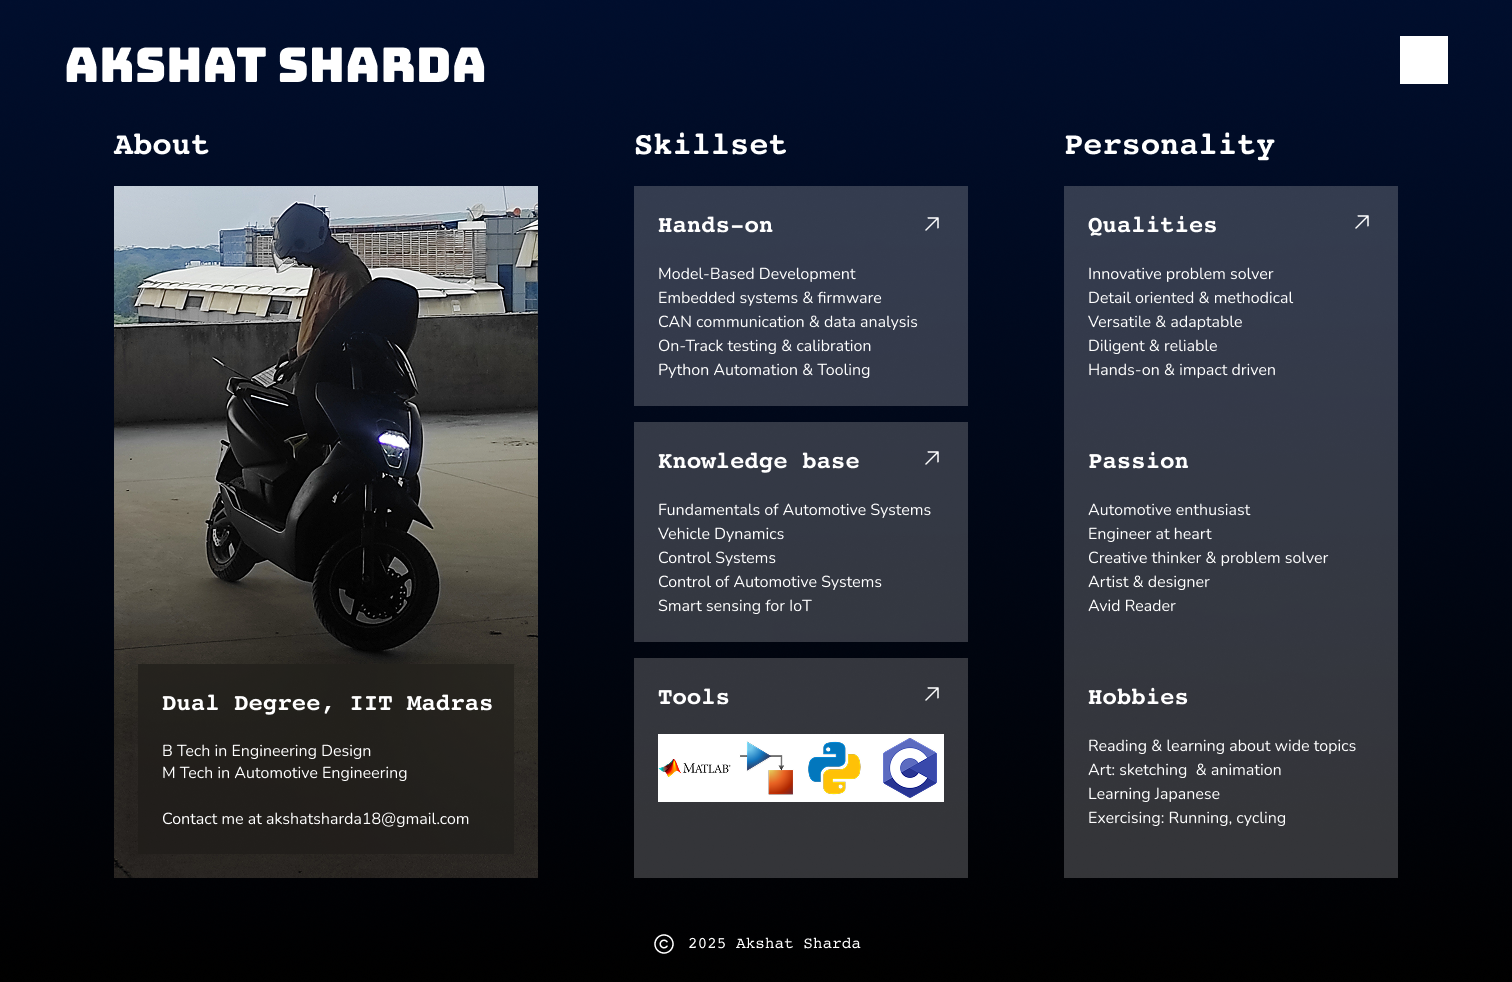 AKSHAT SHARDA
About
Dual Degree, IIT Madras
B Tech in Engineering Design
M Tech in Automotive Engineering
Contact me at akshatsharda18@gmail.com
Skillset
Hands-on
Model-Based Development
Embedded systems & firmware
CAN communication & data analysis
On-Track testing & calibration
Python Automation & Tooling
Knowledge base
Fundamentals of Automotive Systems
Vehicle Dynamics
Control Systems
Control of Automotive Systems
Smart sensing for IoT
Tools
MATLAB
C
Personality
Qualities
Innovative problem solver
Detail oriented & methodical
Versatile & adaptable
Diligent & reliable
Hands-on & impact driven
Passion
Automotive enthusiast
Engineer at heart
Creative thinker & problem solver
Artist & designer
Avid Reader
Hobbies
Reading & learning about wide topics
Art: sketching & animation
Learning Japanese
Exercising: Running, cycling
© 2025 Akshat Sharda